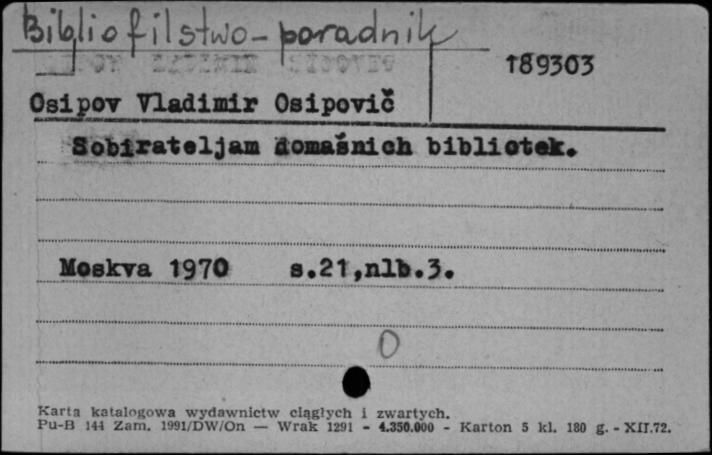 Bibliofilstwo-poradnik
189303
Osipov Vladimir Osipovič
Sobirateljam domašnich bibliotek.
Moskva 1970 s.21,nlb.3.
0
Karta katalogowa wydawnictw ciągłych i zwartych.
Pu-B 144 Zam. 1991/DW/On — Wrak 1291 - 4.350.000 - Karton 5 kl. 180 g. - XII.72.